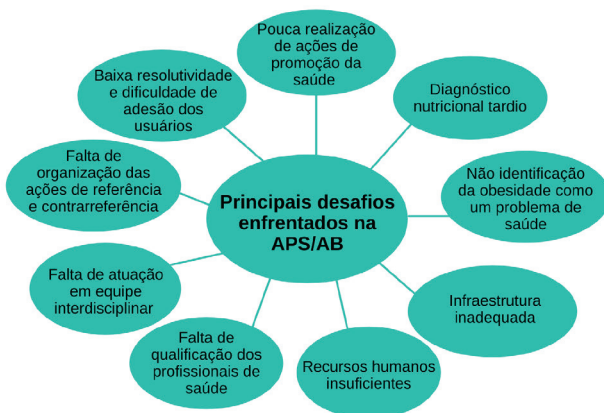 Principais desafios
enfrentados na
APS/AB
Pouca realização
de ações de
promoção da
saúde
Diagnóstico
nutricional tardio
Não identificação
da obesidade como
um problema de
saúde
Infraestrutura
inadequada
Recursos humanos
insuficientes
Falta de
qualificação dos
profissionais de
saúde
Falta de atuação
em equipe
interdisciplinar
Falta de
organização das
ações de referência
e contrarreferência
Baixa resolutividade
e dificuldade de
adesão dos
usuários